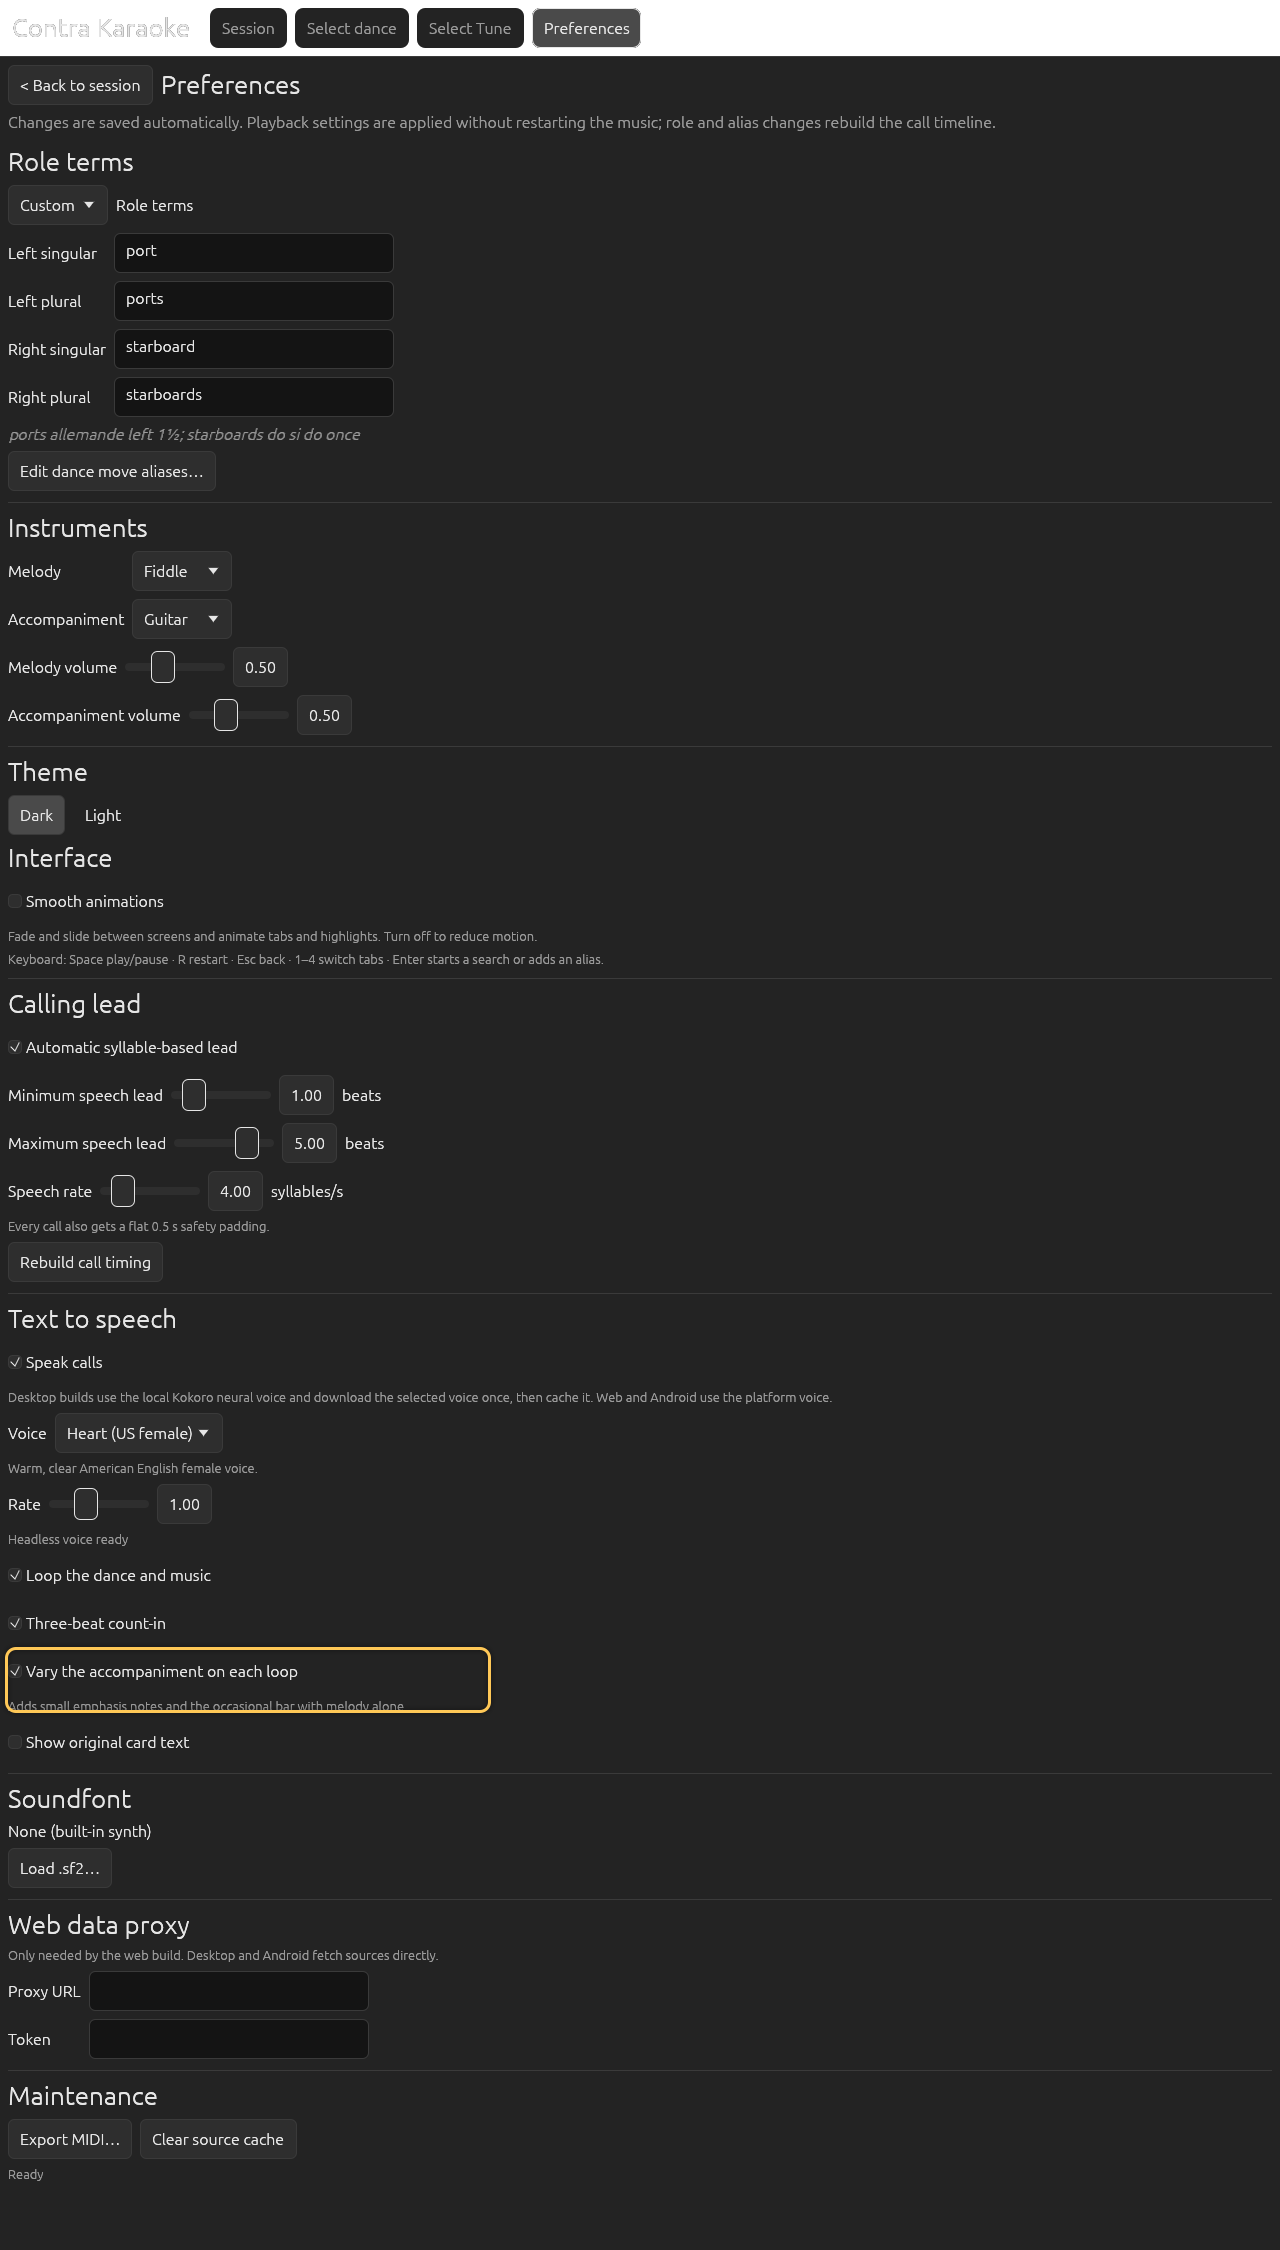 Contra Karaoke
Session
Select dance
Select Tune
Preferences
< Back to session
Preferences
Changes are saved automatically. Playback settings are applied without restarting the music; role and alias changes rebuild the call timeline.
Role terms
Custom
Role terms
Left singular
port
Left plural
ports
Right singular
starboard
Right plural
starboards
ports allemande left 1½; starboards do si do once
Edit dance move aliases…
Instruments
Melody
Fiddle
Accompaniment
Guitar
Melody volume
0.50
Accompaniment volume
0.50
Theme
Dark
Light
Interface
Smooth animations
Fade and slide between screens and animate tabs and highlights. Turn off to reduce motion.
Keyboard: Space play/pause · R restart · Esc back · 1–4 switch tabs · Enter starts a search or adds an alias.
Calling lead
Automatic syllable-based lead
Minimum speech lead
1.00
beats
Maximum speech lead
5.00
beats
Speech rate
4.00
syllables/s
Every call also gets a flat 0.5 s safety padding.
Rebuild call timing
Text to speech
Speak calls
Desktop builds use the local Kokoro neural voice and download the selected voice once, then cache it. Web and Android use the platform voice.
Voice
Heart (US female)
Warm, clear American English female voice.
Rate
1.00
Headless voice ready
Loop the dance and music
Three-beat count-in
Vary the accompaniment on each loop
Adds small emphasis notes and the occasional bar with melody alone.
Show original card text
Soundfont
None (built-in synth)
Load .sf2…
Web data proxy
Only needed by the web build. Desktop and Android fetch sources directly.
Proxy URL
Token
Maintenance
Export MIDI…
Clear source cache
Ready